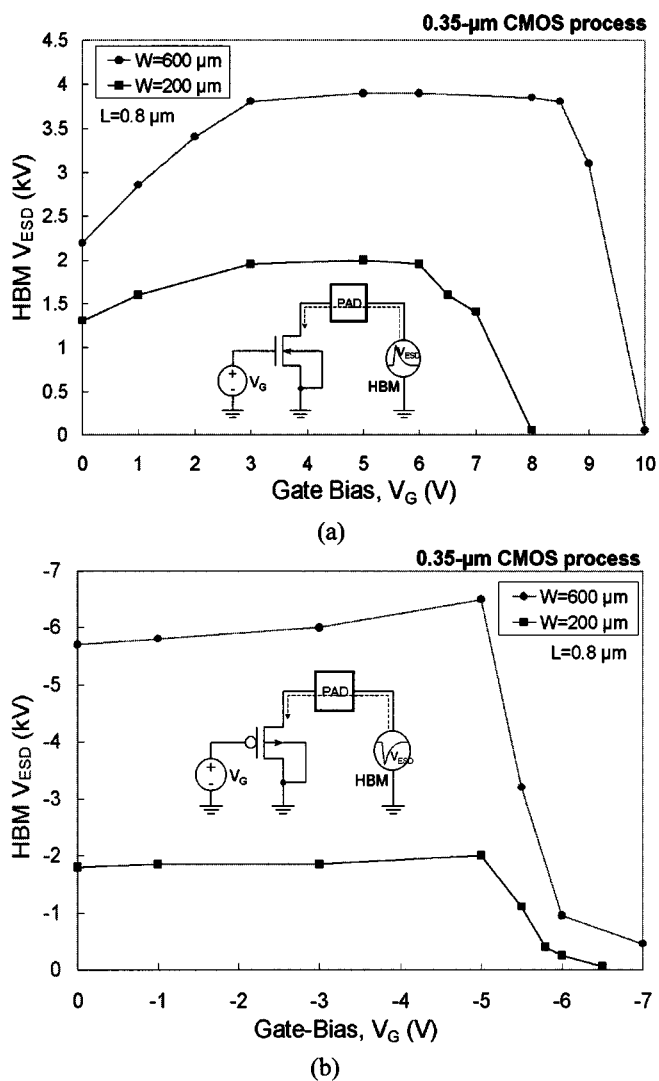 0.35-µm CMOS process
W=600 µm
W=200 µm
L=0.8 µm
HBM VESD (kV)
4.5
4
3.5
3
2.5
2
1.5
1
0.5
0
PAD
VESD
HBM
+
-
VG
0 1 2 3 4 5 6 7 8 9 10
Gate Bias, VG (V)
(a)
0.35-µm CMOS process
W=600 µm
W=200 µm
L=0.8 µm
HBM VESD (kV)
-7
-6
-5
-4
-3
-2
-1
0
PAD
VESD
HBM
+
-
VG
0 -1 -2 -3 -4 -5 -6 -7
Gate-Bias, VG (V)
(b)